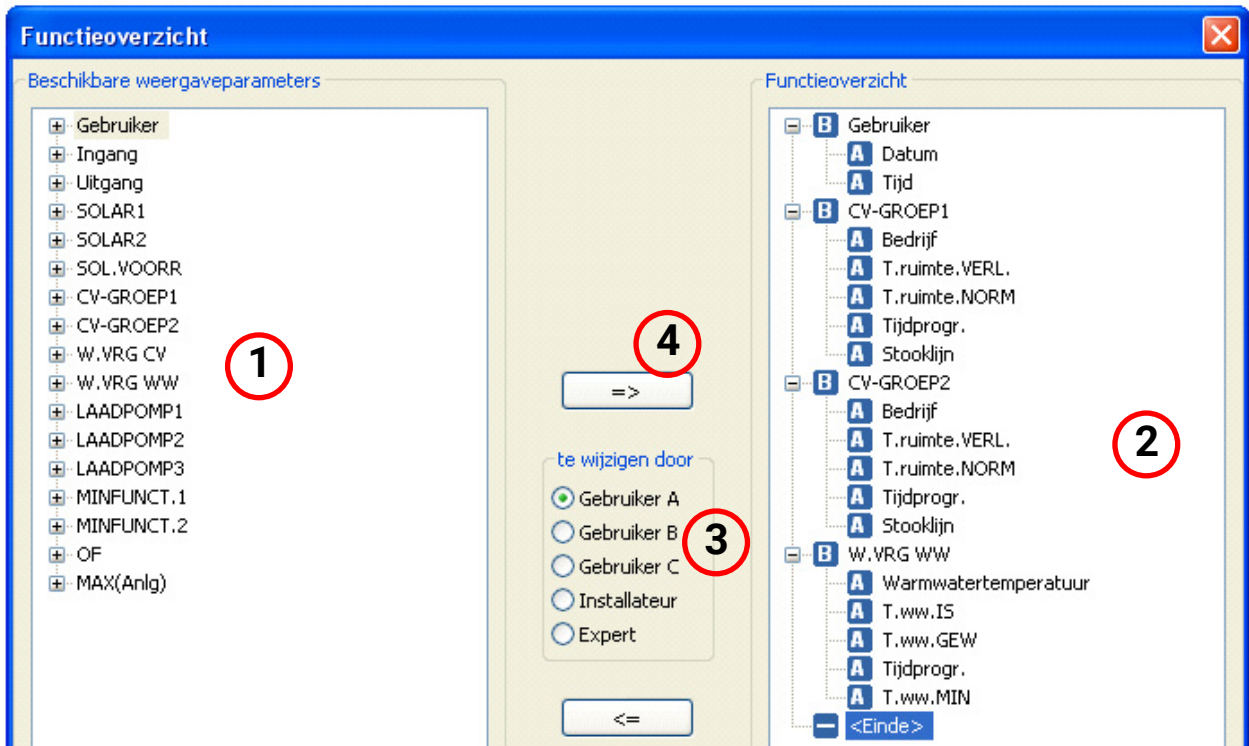 Functieoverzicht
Beschikbare weergaveparameters
Gebruiker
Ingang
Uitgang
SOLAR1
SOLAR2
SOL.VOORR
CV-GROEP1
CV-GROEP2
W.VRG CV
W.VRG WW
LAADPOMP1
LAADPOMP2
LAADPOMP3
MINFUNCT.1
MINFUNCT.2
OF
MAX(Anlg)
1
4
=>
te wijzigen door
Gebruiker A
Gebruiker B
Gebruiker C
Installateur
Expert
3
<=
Functieoverzicht
B Gebruiker
A Datum
A Tijd
B CV-GROEP1
A Bedrijf
A T.ruimte.VERL.
A T.ruimte.NORM
A Tijdprogr.
A Stooklijn
B CV-GROEP2
A Bedrijf
A T.ruimte.VERL.
A T.ruimte.NORM
A Tijdprogr.
A Stooklijn
B W.VRG WW
A Warmwatertemperatuur
A T.ww.IS
A T.ww.GEW
A Tijdprogr.
A T.ww.MIN
<Einde>
2